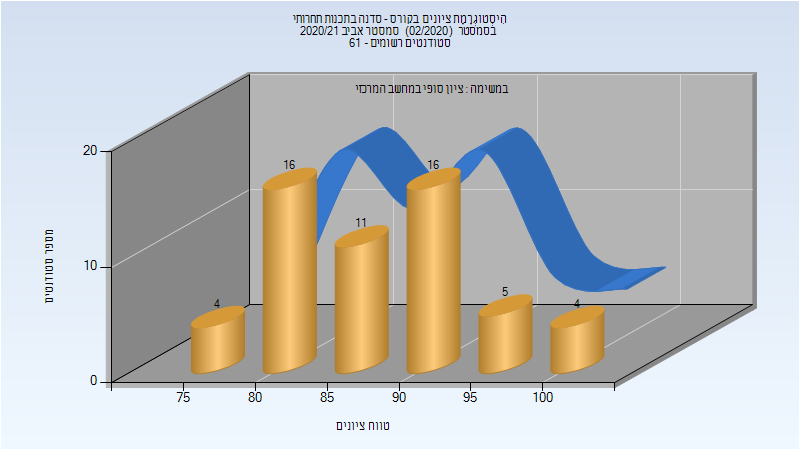 הִיסְטוֹגְרָמַת ציונים בקורס - סדנה בתכנות תחרותי
בסמסטר (02/2020) סמסטר אביב 2020/21
סטודנטים רשומים - 61
במשימה : ציון סופי במחשב המרכזי
מספר סטודנטים
20
10
0
4
16
11
16
5
4
75
80
85
90
95
100
טווח ציונים